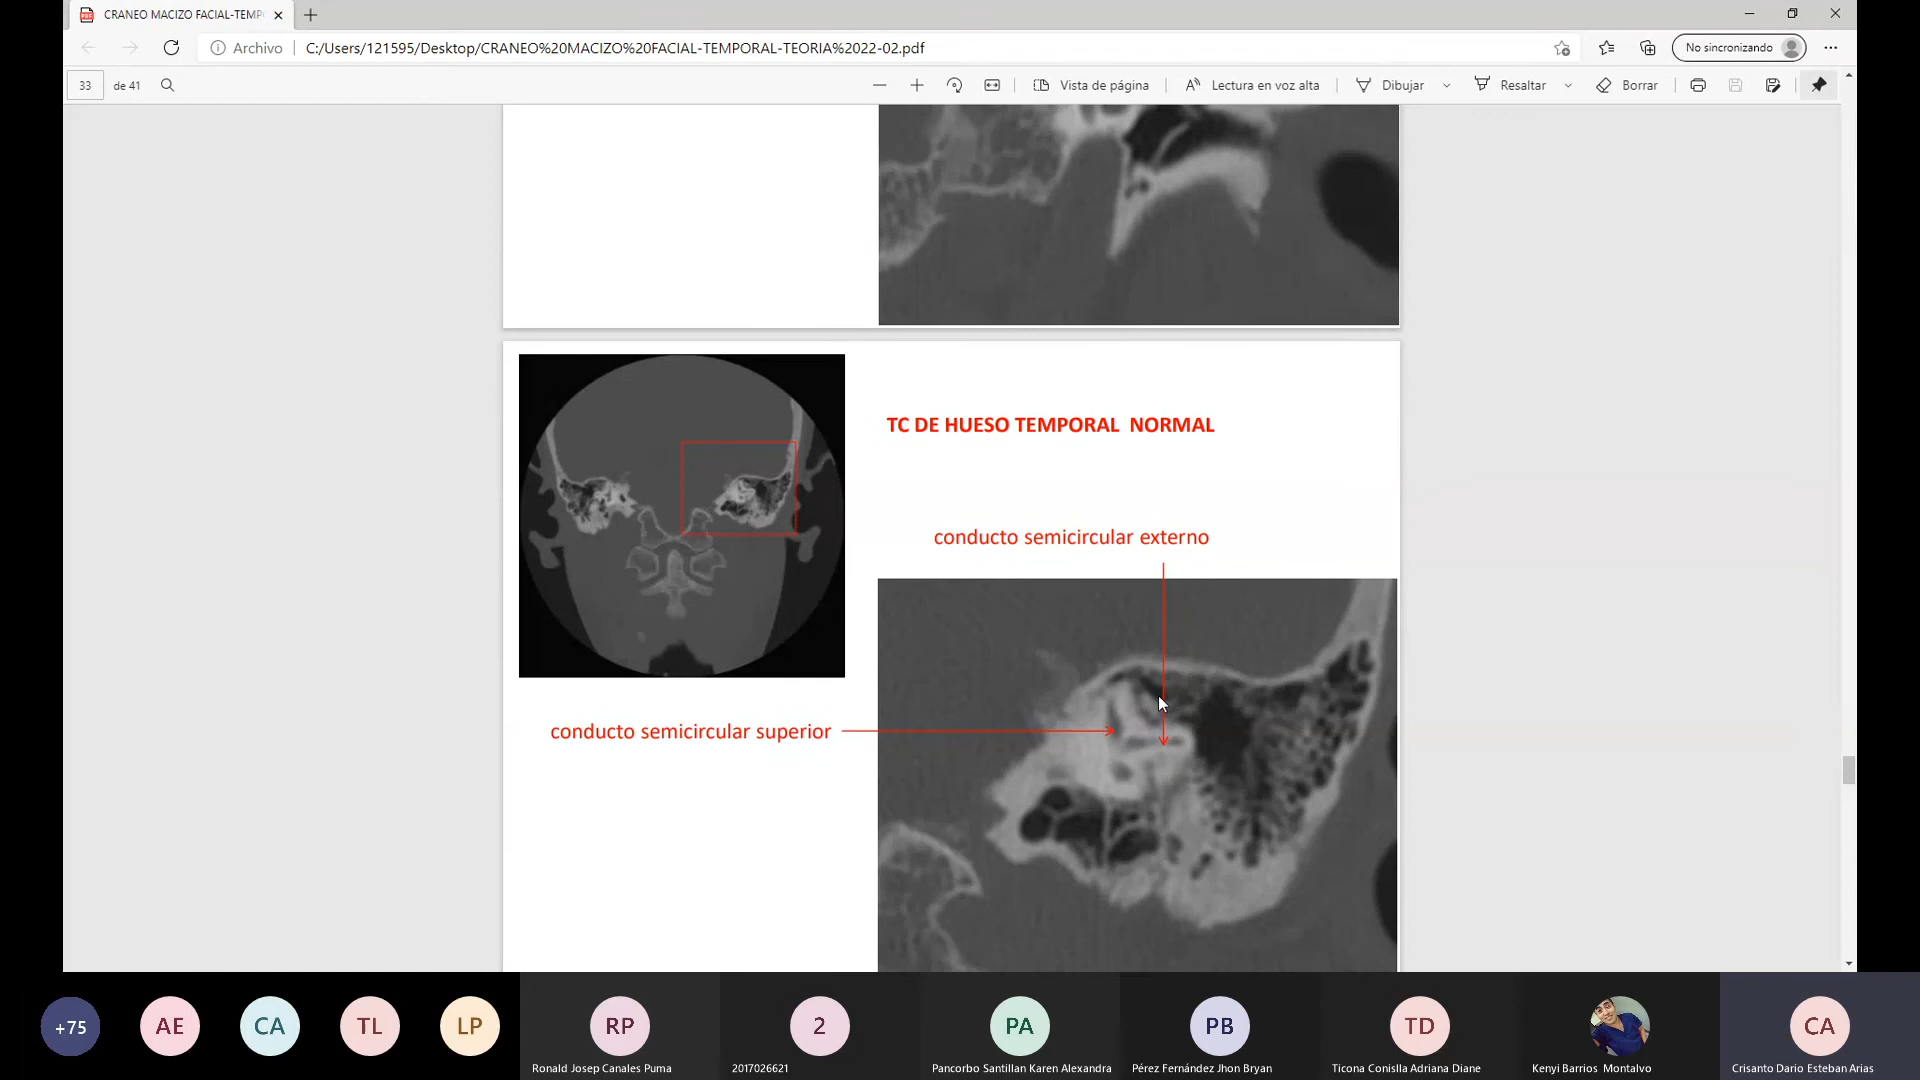 CRANEO MACIZO FACIAL-TEMP
Archivo
C:/Users/121595/Desktop/CRANEO%20MACIZO%20FACIAL-TEMPORAL-TEORIA%2022-02.pdf
No sincronizando
33 de 41
Vista de página
Lectura en voz alta
Dibujar
Resaltar
Borrar
TC DE HUESO TEMPORAL NORMAL
conducto semicircular externo
conducto semicircular superior
+75
AE
CA
TL
LP
RP
2
PA
PB
TD
CA
Ronald Josep Canales Puma
2017026621
Pancorbo Santillan Karen Alexandra
Pérez Fernández Jhon Bryan
Ticona Conislla Adriana Diane
Kenyi Barrios Montalvo
Crisanto Dario Esteban Arias